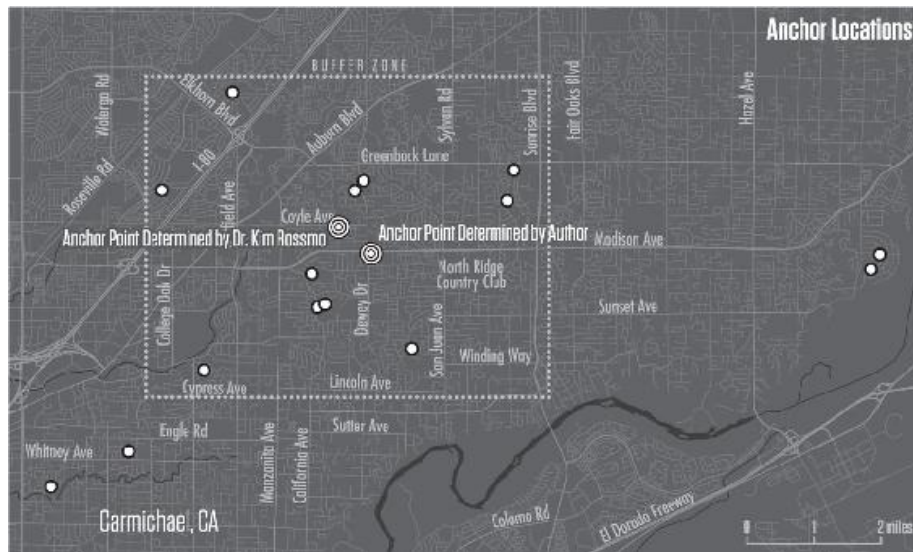 Anchor Locations
BUFFER ZONE
Watt Rd
Elkhorn Blvd
Auburn Blvd
Sylvan Rd
Sunrise Blvd
Fair Oaks Blvd
Hazel Ave
Greenback Lane
Roseville Rd
I-80
field Ave
Coyle Ave
Anchor Point Determined by Dr. Kim Rossmo
Anchor Point Determined by Author
Madison Ave
North Ridge
Country Club
College Oak Dr
Dewey Dr
Sunset Ave
San Juan Ave
Winding Way
Cypress Ave
Lincoln Ave
Engle Rd
Sutter Ave
Whitney Ave
Manzanita Ave
California Ave
Carmichae , CA
Coloma Rd
El Dorado Freeway
0 1 2 miles